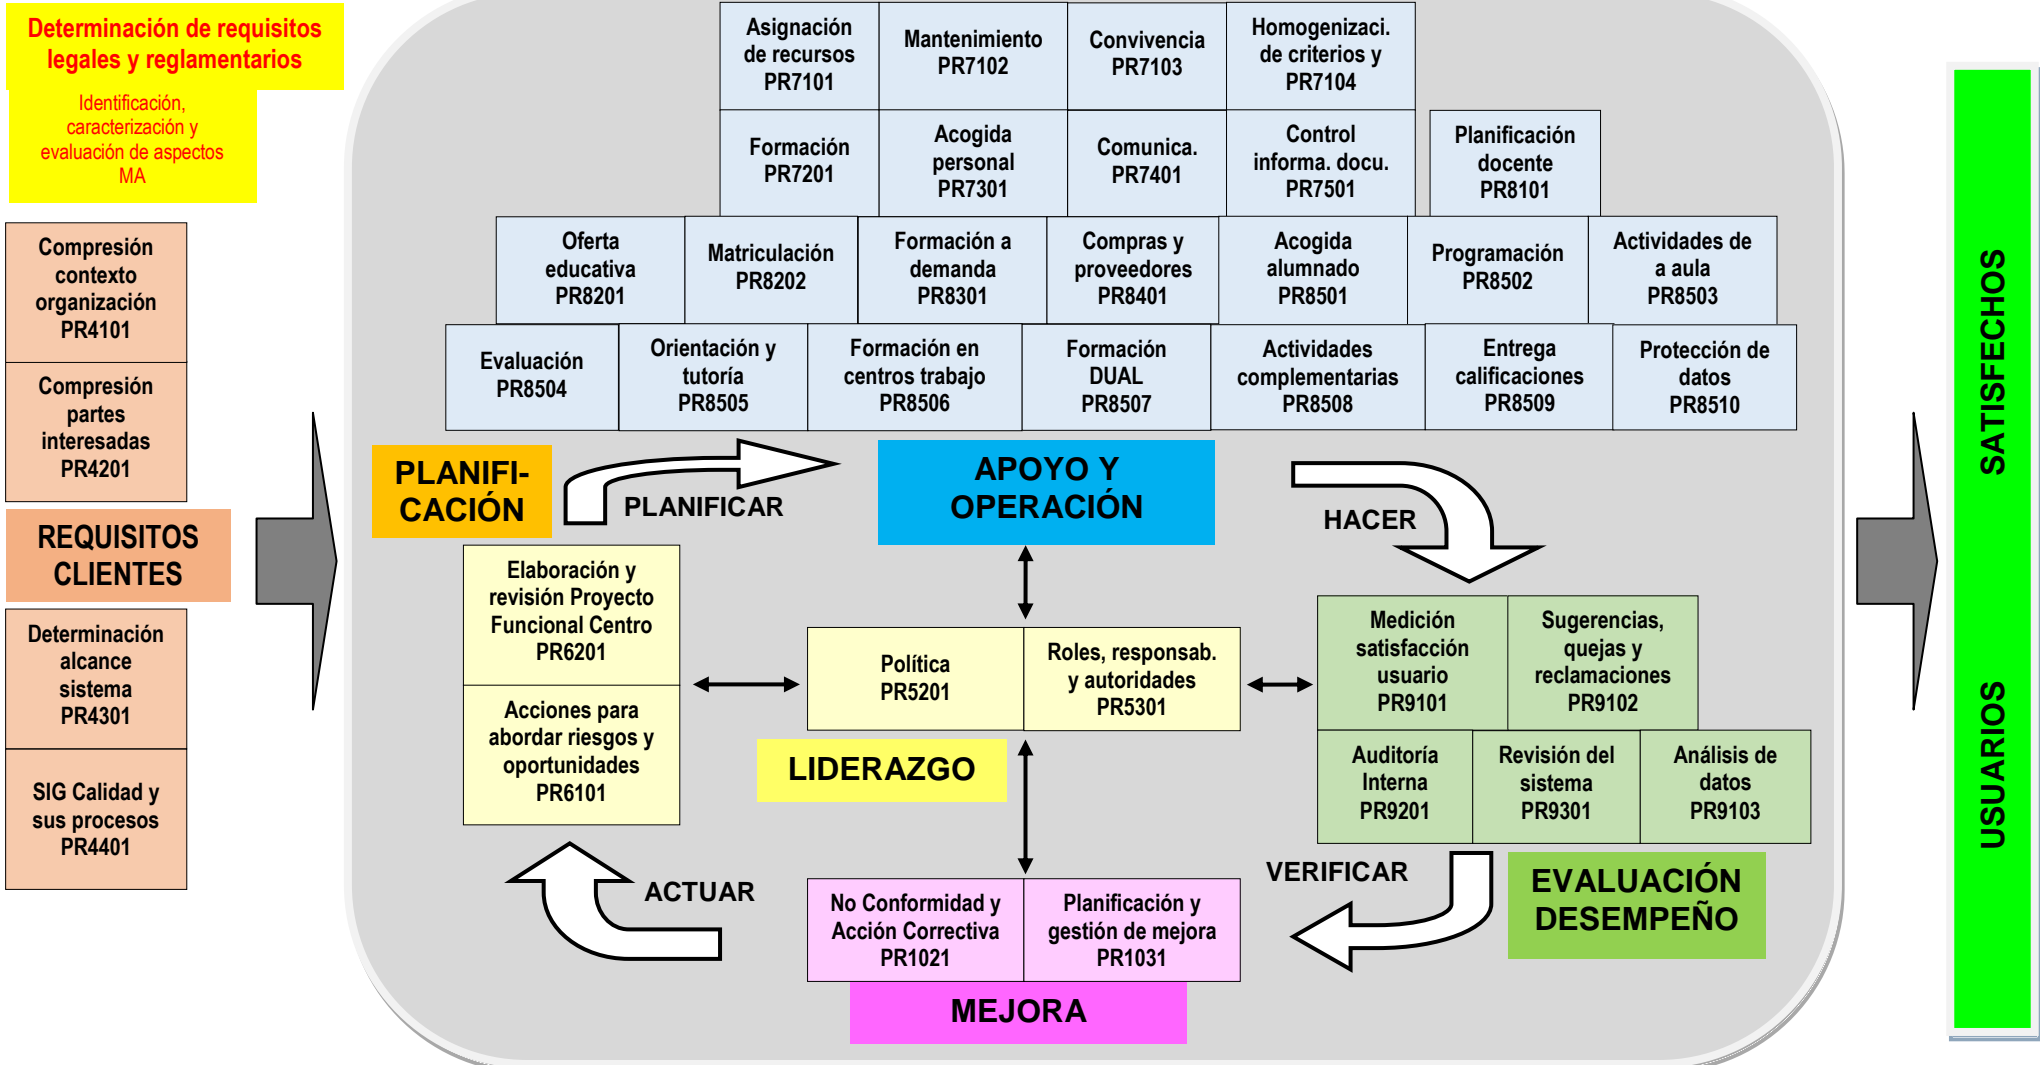 Determinación de requisitos
legales y reglamentarios
Identificación,
caracterización y
evaluación de aspectos
MA
Compresión
contexto
organización
PR4101
Compresión
partes
interesadas
PR4201
REQUISITOS
CLIENTES
Determinación
alcance
sistema
PR4301
SIG Calidad y
sus procesos
PR4401
Asignación
de recursos
PR7101
Mantenimiento
PR7102
Convivencia
PR7103
Homogenizaci.
de criterios y
PR7104
Formación
PR7201
Acogida
personal
PR7301
Comunica.
PR7401
Control
informa. docu.
PR7501
Planificación
docente
PR8101
Oferta
educativa
PR8201
Matriculación
PR8202
Formación a
demanda
PR8301
Compras y
proveedores
PR8401
Acogida
alumnado
PR8501
Programación
PR8502
Actividades de
a aula
PR8503
Evaluación
PR8504
Orientación y
tutoría
PR8505
Formación en
centros trabajo
PR8506
Formación
DUAL
PR8507
Actividades
complementarias
PR8508
Entrega
calificaciones
PR8509
Protección de
datos
PR8510
PLANIFI-
CACIÓN
PLANIFICAR
APOYO Y
OPERACIÓN
HACER
Elaboración y
revisión Proyecto
Funcional Centro
PR6201
Acciones para
abordar riesgos y
oportunidades
PR6101
Política
PR5201
Roles, responsab.
y autoridades
PR5301
LIDERAZGO
Medición
satisfacción
usuario
PR9101
Sugerencias,
quejas y
reclamaciones
PR9102
Auditoría
Interna
PR9201
Revisión del
sistema
PR9301
Análisis de
datos
PR9103
ACTUAR
VERIFICAR
EVALUACIÓN
DESEMPEÑO
No Conformidad y
Acción Correctiva
PR1021
Planificación y
gestión de mejora
PR1031
MEJORA
USUARIOS SATISFECHOS